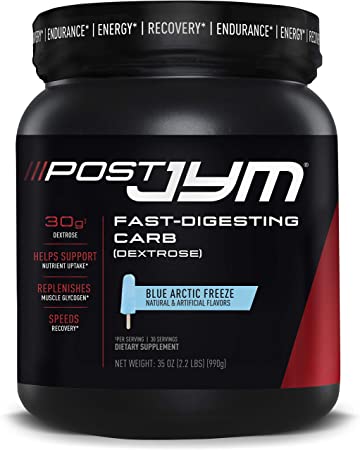 RECOVERY* | ENDURANCE* | ENERGY* | RECOVERY* | ENDURANCE* | ENERGY*
///POST JYM®
30g¹
DEXTROSE
HELPS SUPPORT
NUTRIENT UPTAKE*
REPLENISHES
MUSCLE GLYCOGEN*
SPEEDS
RECOVERY*
FAST-DIGESTING
CARB
(DEXTROSE)
BLUE ARCTIC FREEZE
NATURAL & ARTIFICIAL FLAVORS
¹PER SERVING | 30 SERVINGS
DIETARY SUPPLEMENT
NET WEIGHT: 35 OZ (2.2 LBS) (990g)